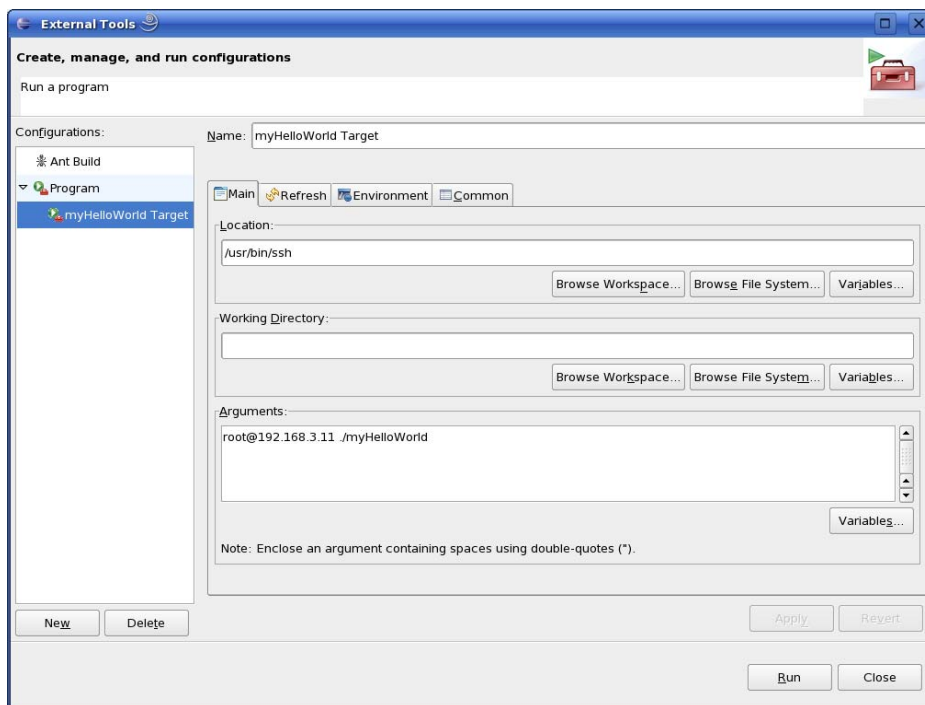 External Tools
Create, manage, and run configurations
Run a program
Configurations:
Name: myHelloWorld Target
Ant Build
Program
myHelloWorld Target
Main Refresh Environment Common
Location:
/usr/bin/ssh
Browse Workspace... Browse File System... Variables...
Working Directory:
Browse Workspace... Browse File System... Variables...
Arguments:
root@192.168.3.11 ./myHelloWorld
Variables...
Note: Enclose an argument containing spaces using double-quotes (").
New Delete
Apply Revert
Run Close